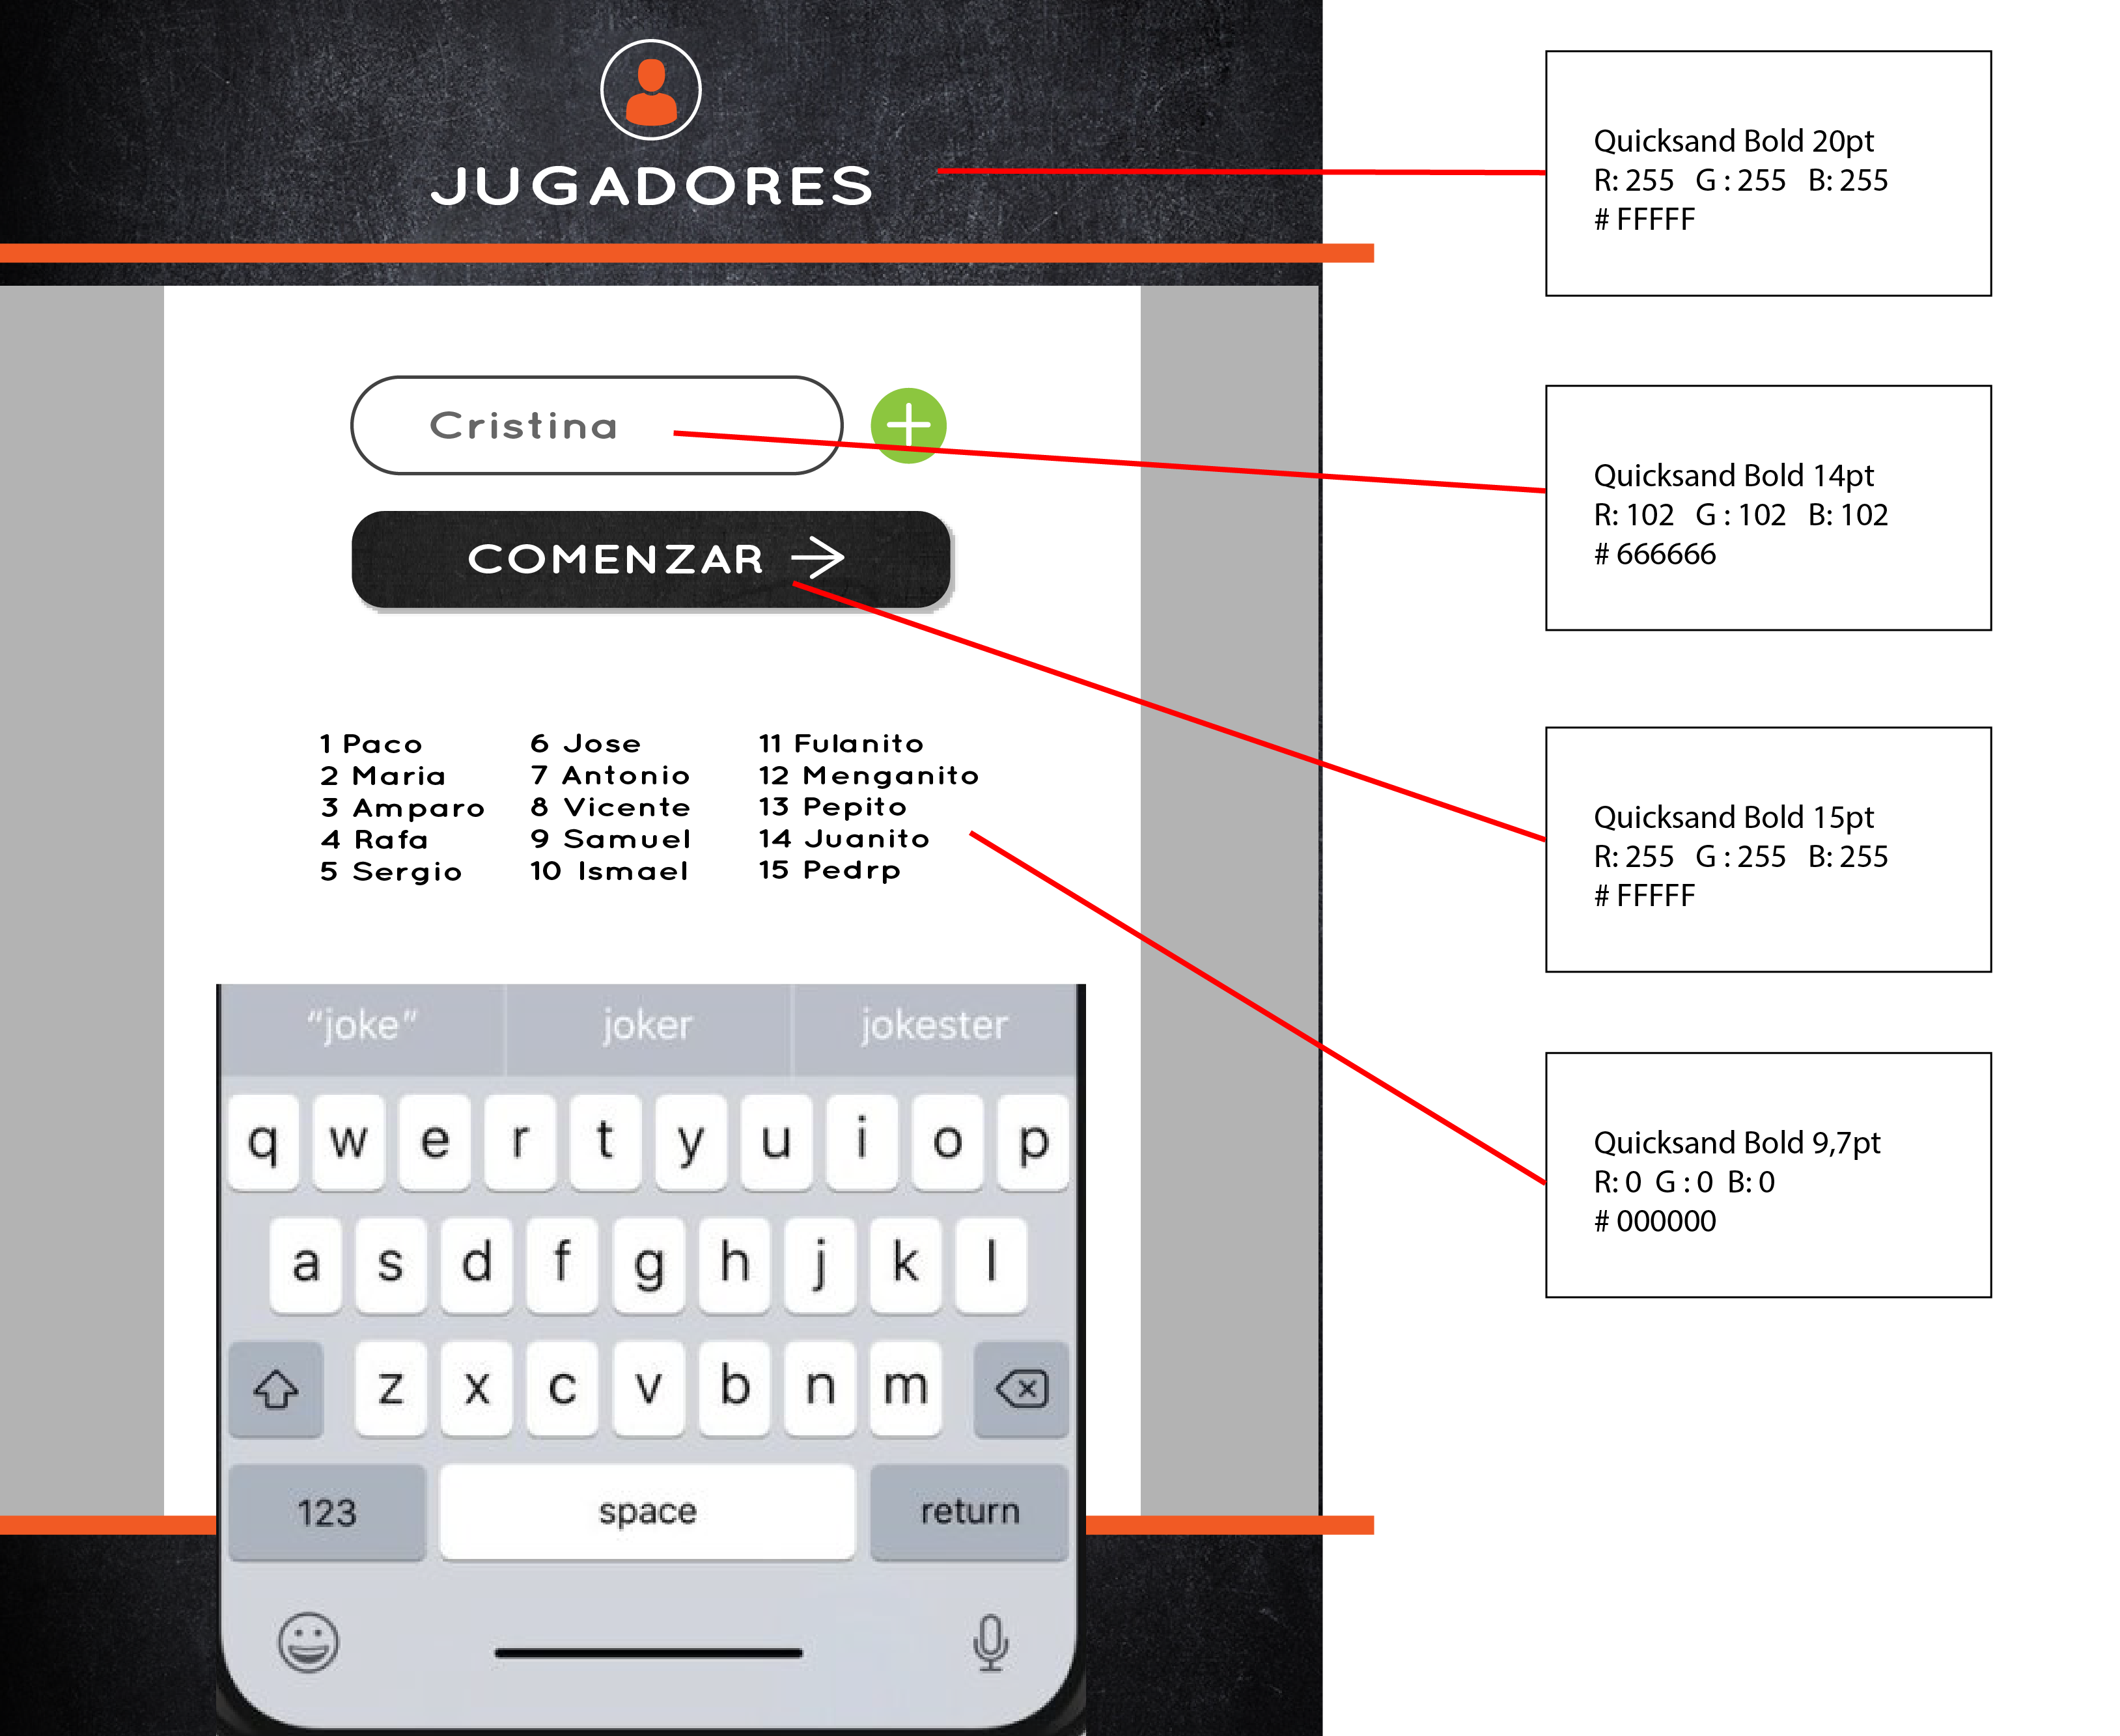 JUGADORES
Cristina
COMENZAR
1 Paco
2 Maria
3 Amparo
4 Rafa
5 Sergio
6 Jose
7 Antonio
8 Vicente
9 Samuel
10 Ismael
11 Fulanito
12 Menganito
13 Pepito
14 Juanito
15 Pedrp
“joke” joker jokester
q w e r t y u i o p
a s d f g h j k l
z x c v b n m
123 space return
Quicksand Bold 20pt
R: 255 G : 255 B: 255
# FFFFF
Quicksand Bold 14pt
R: 102 G : 102 B: 102
# 666666
Quicksand Bold 15pt
R: 255 G : 255 B: 255
# FFFFF
Quicksand Bold 9,7pt
R: 0 G : 0 B: 0
# 000000